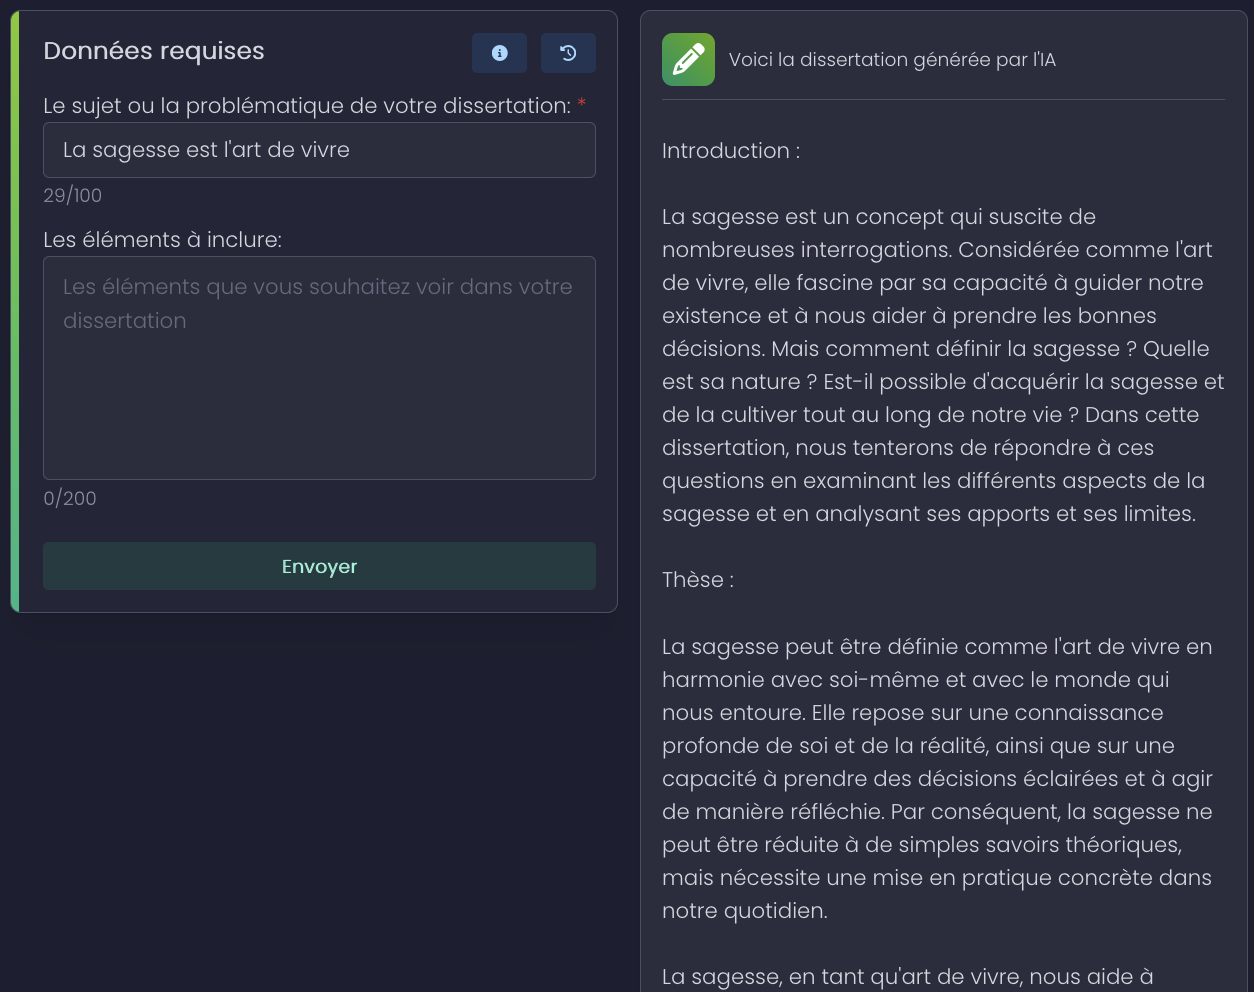 Données requises
Le sujet ou la problématique de votre dissertation: *
La sagesse est l'art de vivre
29/100
Les éléments à inclure:
Les éléments que vous souhaitez voir dans votre
dissertation
0/200
Envoyer
Voici la dissertation générée par l'IA
Introduction :
La sagesse est un concept qui suscite de
nombreuses interrogations. Considérée comme l'art
de vivre, elle fascine par sa capacité à guider notre
existence et à nous aider à prendre les bonnes
décisions. Mais comment définir la sagesse ? Quelle
est sa nature ? Est-il possible d'acquérir la sagesse et
de la cultiver tout au long de notre vie ? Dans cette
dissertation, nous tenterons de répondre à ces
questions en examinant les différents aspects de la
sagesse et en analysant ses apports et ses limites.
Thèse :
La sagesse peut être définie comme l'art de vivre en
harmonie avec soi-même et avec le monde qui
nous entoure. Elle repose sur une connaissance
profonde de soi et de la réalité, ainsi que sur une
capacité à prendre des décisions éclairées et à agir
de manière réfléchie. Par conséquent, la sagesse ne
peut être réduite à de simples savoirs théoriques,
mais nécessite une mise en pratique concrète dans
notre quotidien.
La sagesse, en tant qu'art de vivre, nous aide à